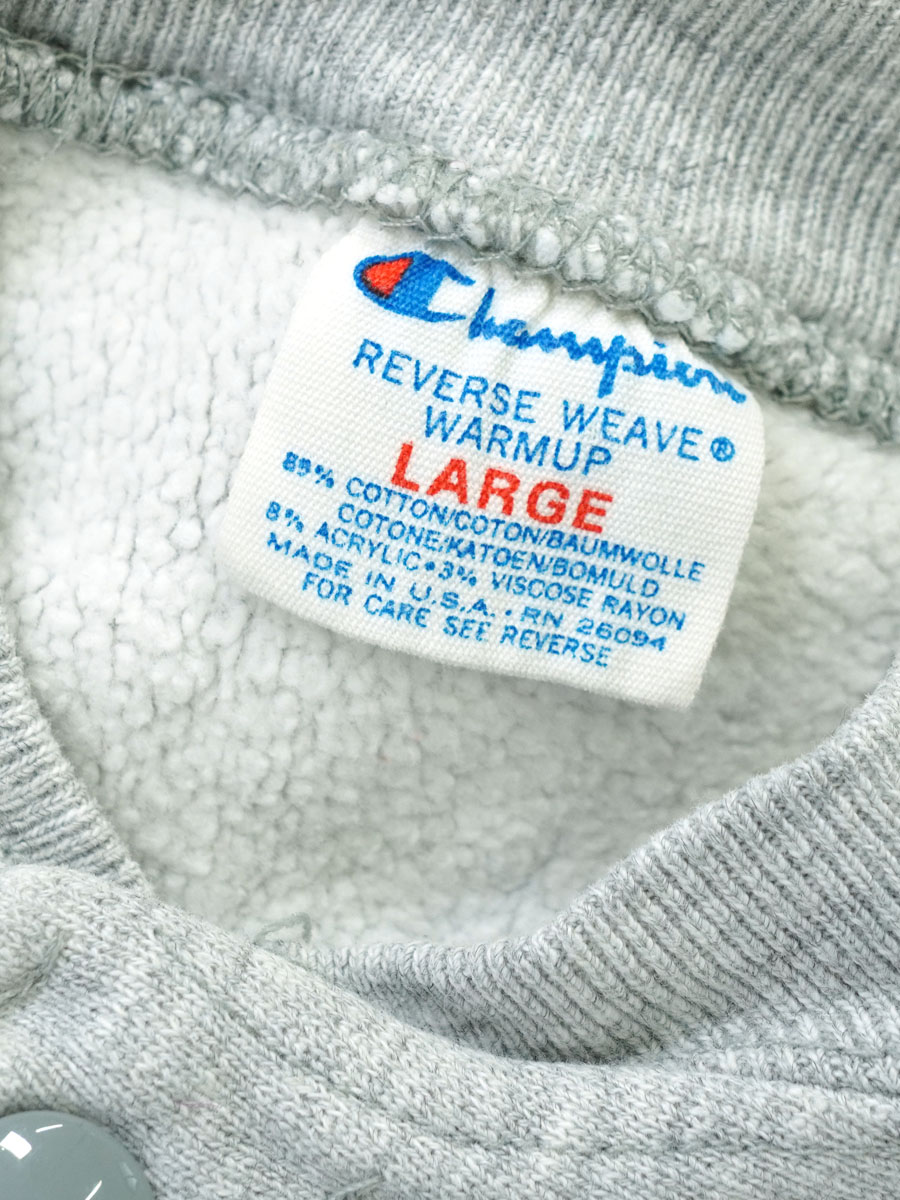 Champion
REVERSE WEAVE®
WARMUP
LARGE
89% COTTON/COTON/BAUMWOLLE
COTONE/KATOEN/BOMULD
8% ACRYLIC • 3% VISCOSE RAYON
MADE IN U.S.A. • RN 26094
FOR CARE SEE REVERSE